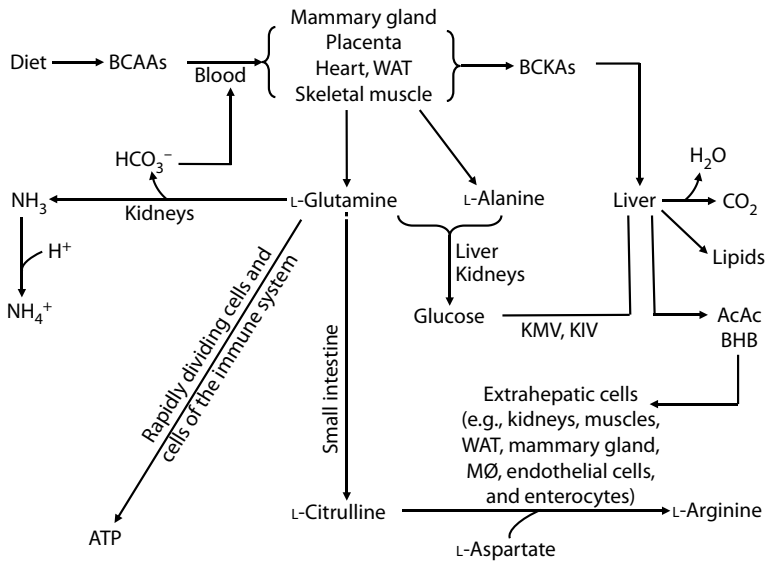 Mammary gland
Placenta
Heart, WAT
Skeletal muscle
Diet
BCAAs
Blood
BCKAs
HCO₃⁻
H₂O
NH₃
Kidneys
L-Glutamine
L-Alanine
Liver
CO₂
H⁺
Liver
Kidneys
Lipids
NH₄⁺
Glucose
KMV, KIV
AcAc
BHB
Rapidly dividing cells and
cells of the immune system
Small intestine
Extrahepatic cells
(e.g., kidneys, muscles,
WAT, mammary gland,
MØ, endothelial cells,
and enterocytes)
L-Citrulline
L-Arginine
ATP
L-Aspartate